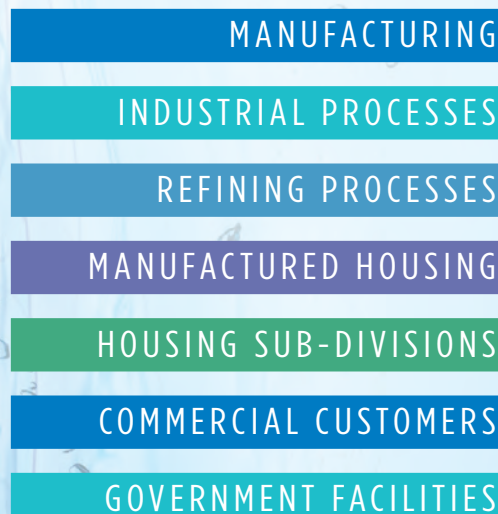 MANUFACTURING
INDUSTRIAL PROCESSES
REFINING PROCESSES
MANUFACTURED HOUSING
HOUSING SUB-DIVISIONS
COMMERCIAL CUSTOMERS
GOVERNMENT FACILITIES